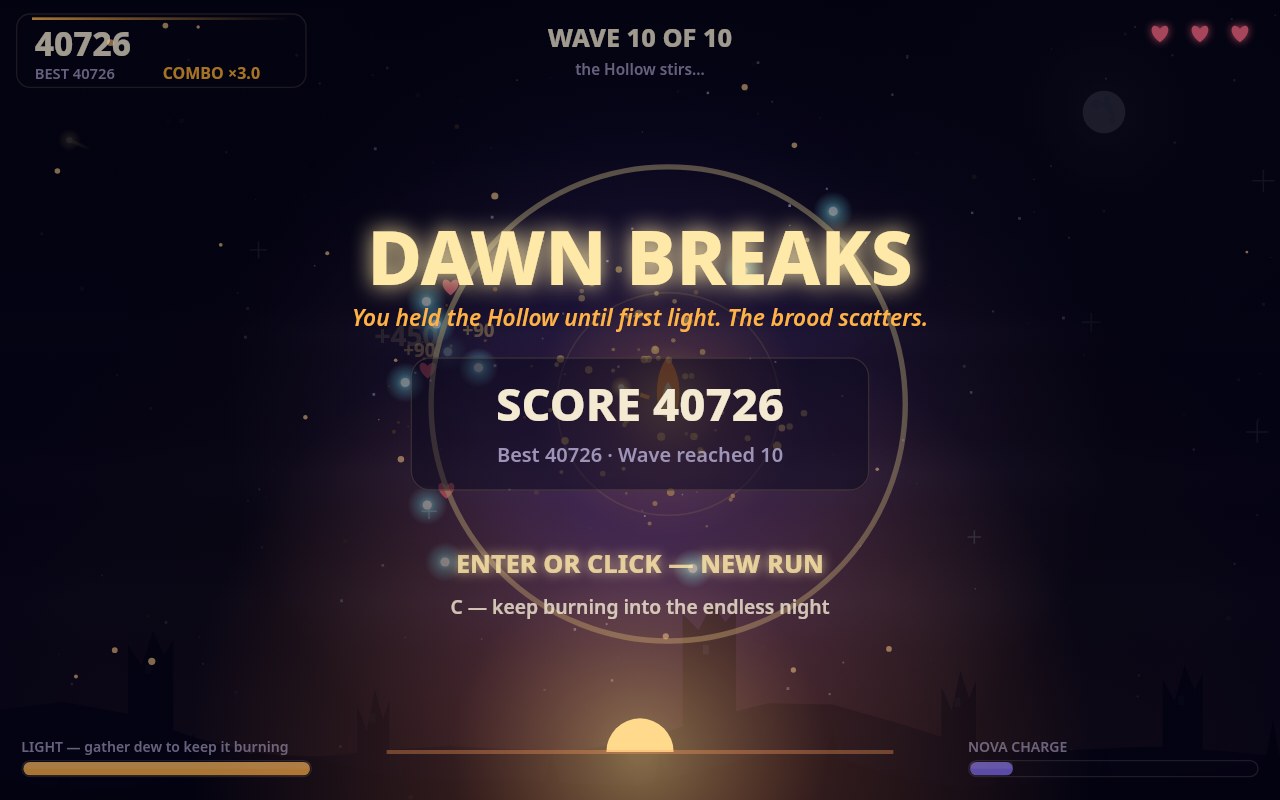 40726
BEST 40726 COMBO ×3.0
WAVE 10 OF 10
the Hollow stirs...
DAWN BREAKS
You held the Hollow until first light. The brood scatters.
+90
+90
SCORE 40726
Best 40726 · Wave reached 10
ENTER OR CLICK — NEW RUN
C — keep burning into the endless night
LIGHT — gather dew to keep it burning
NOVA CHARGE